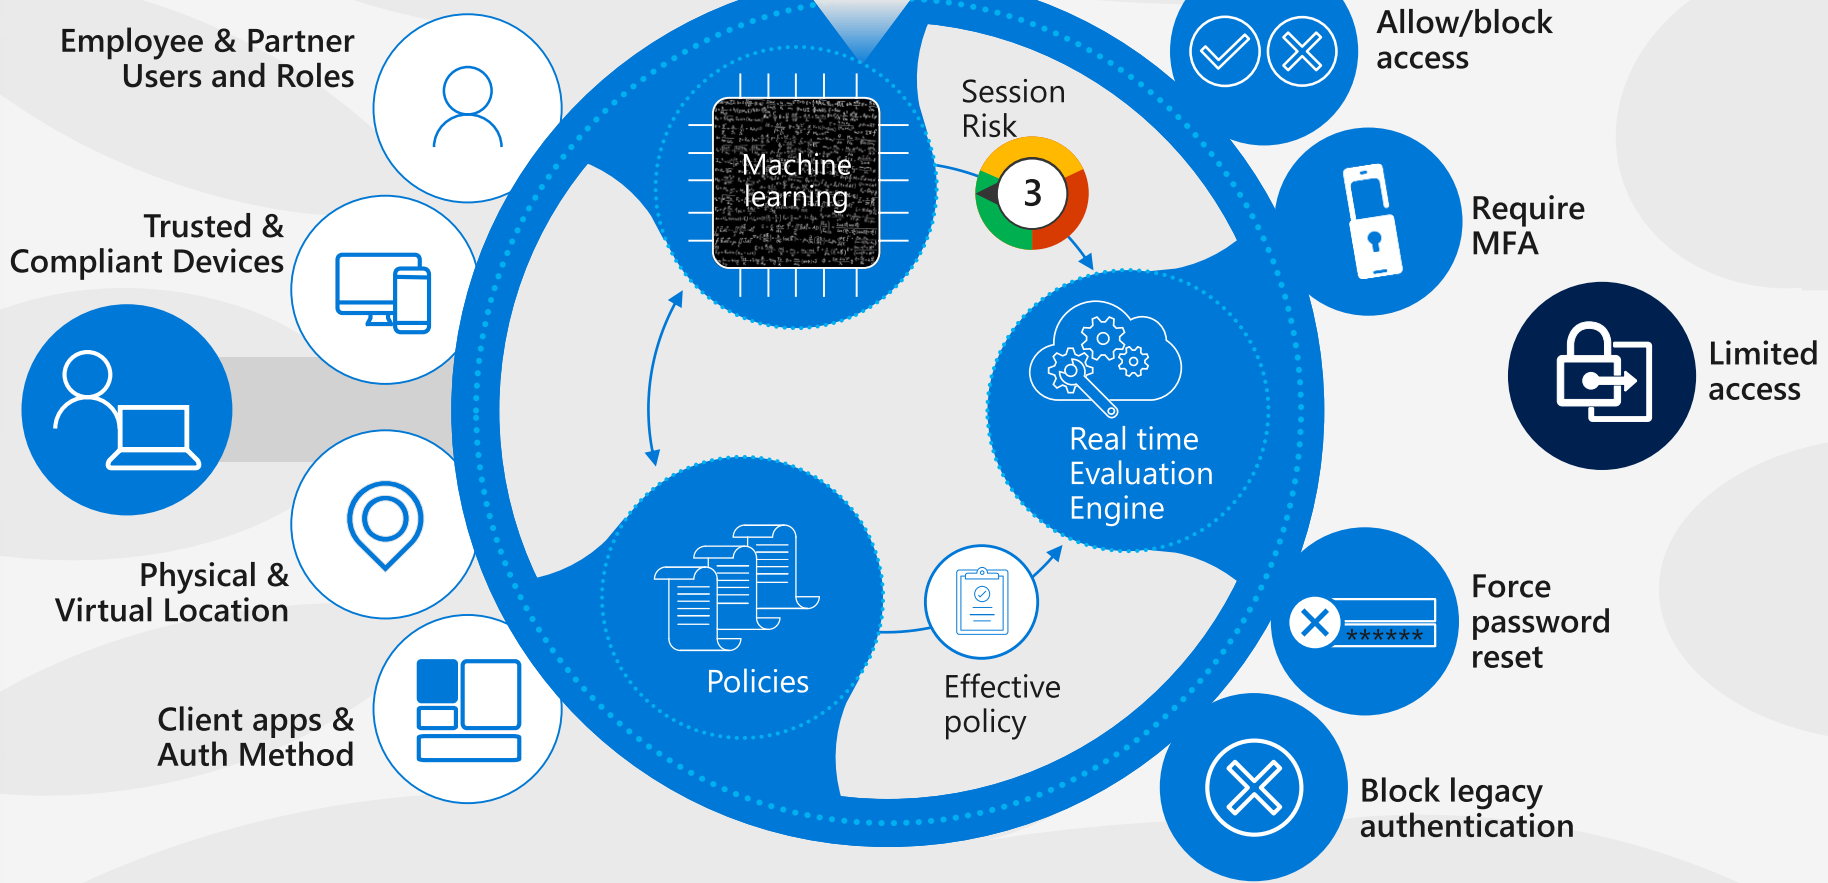 Employee & Partner
Users and Roles
Trusted &
Compliant Devices
Physical &
Virtual Location
Client apps &
Auth Method
Machine
learning
Session
Risk
3
Real time
Evaluation
Engine
Policies
Effective
policy
Allow/block
access
Require
MFA
Limited
access
Force
password
reset
******
Block legacy
authentication